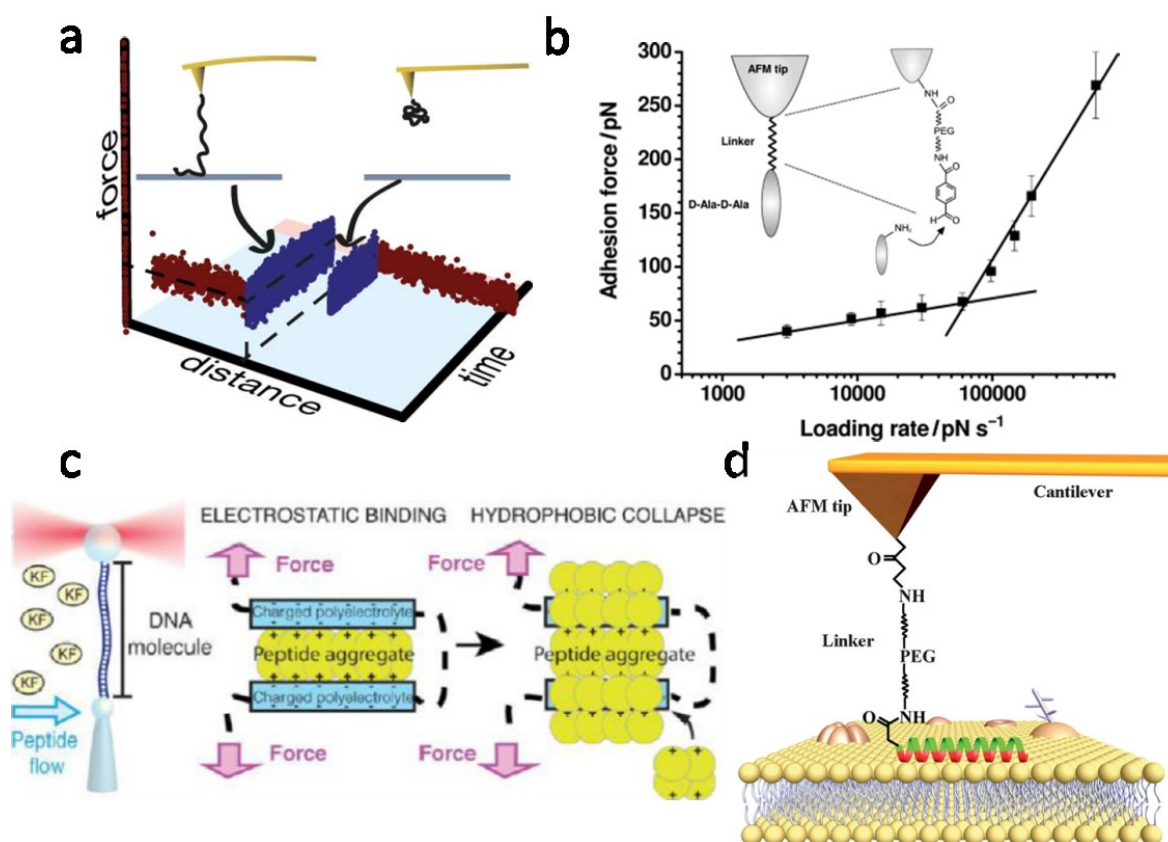 a
force
distance
time
b
Adhesion force/pN
300
250
200
150
100
50
0
1000
10000
100000
Loading rate/pN s⁻¹
AFM tip
Linker
D-Ala-D-Ala
NH
O
PEG
NH
O
H
O
NH₂
c
KF
KF
KF
KF
KF
DNA
molecule
Peptide
flow
ELECTROSTATIC BINDING
Force
Charged polyelectrolyte
+ + + + + +
Peptide aggregate
+ + + + + +
Charged polyelectrolyte
Force
HYDROPHOBIC COLLAPSE
Force
Peptide aggregate
Force
+ +
+ +
d
Cantilever
AFM tip
O
NH
Linker
PEG
O
NH